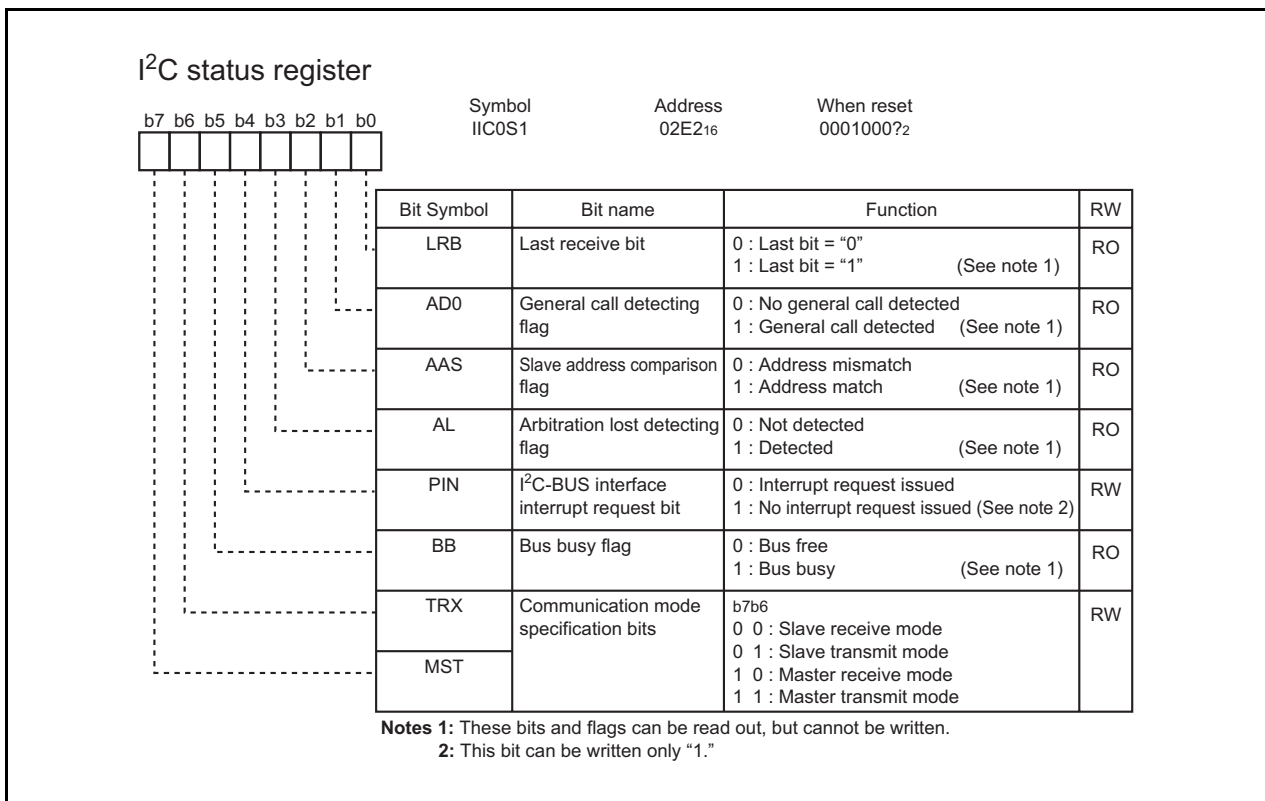 I2C status register
Symbol Address When reset
b7 b6 b5 b4 b3 b2 b1 b0
IIC0S1 02E216 0001000?2
Bit Symbol Bit name Function RW
LRB Last receive bit 0 : Last bit = “0” RO
1 : Last bit = “1” (See note 1)
AD0 General call detecting 0 : No general call detected RO
flag 1 : General call detected (See note 1)
AAS Slave address comparison 0 : Address mismatch RO
flag 1 : Address match (See note 1)
AL Arbitration lost detecting 0 : Not detected RO
flag 1 : Detected (See note 1)
PIN I2C-BUS interface 0 : Interrupt request issued RW
interrupt request bit 1 : No interrupt request issued (See note 2)
BB Bus busy flag 0 : Bus free RO
1 : Bus busy (See note 1)
TRX Communication mode b7b6 RW
specification bits 0 0 : Slave receive mode
0 1 : Slave transmit mode
MST 1 0 : Master receive mode
1 1 : Master transmit mode
Notes 1: These bits and flags can be read out, but cannot be written.
2: This bit can be written only “1.”